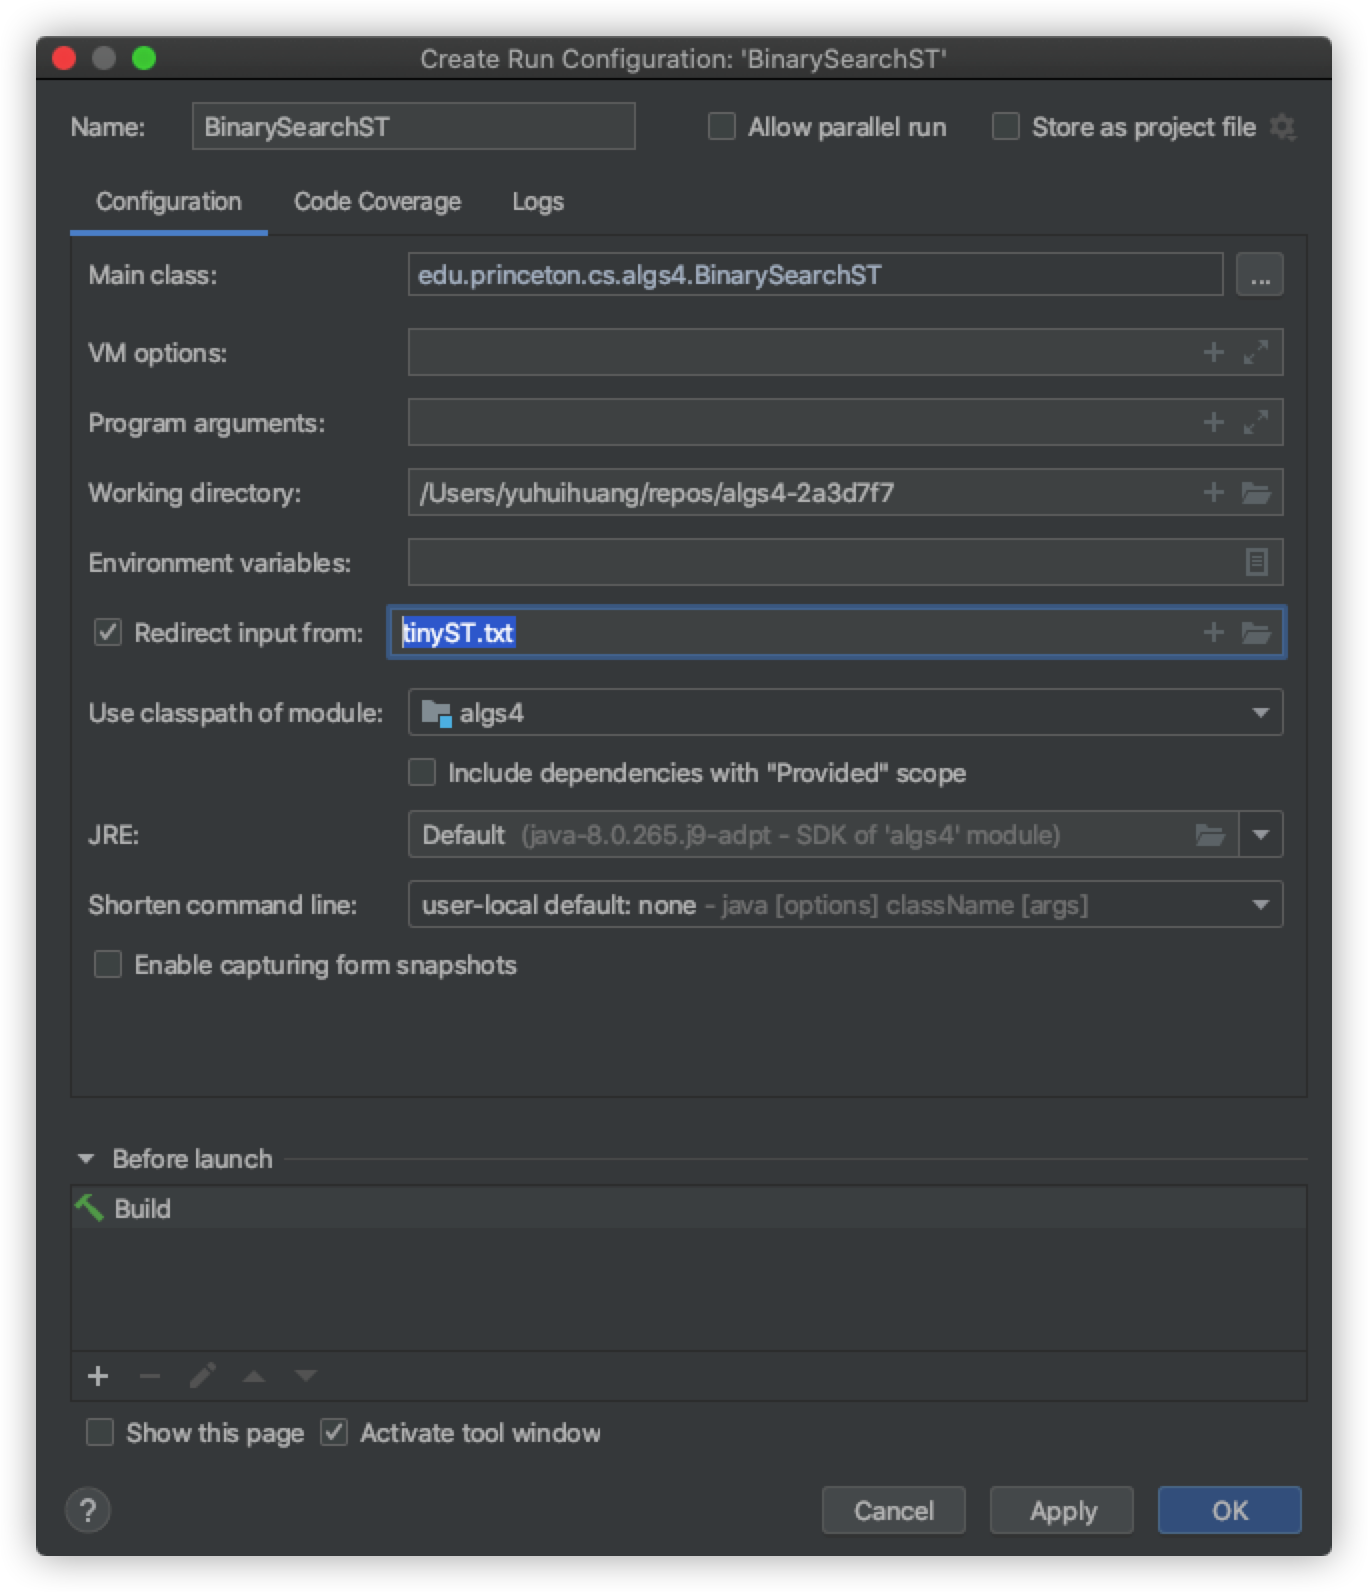 Create Run Configuration: 'BinarySearchST'
Name: BinarySearchST Allow parallel run Store as project file
Configuration Code Coverage Logs
Main class: edu.princeton.cs.algs4.BinarySearchST ...
VM options:
Program arguments:
Working directory: /Users/yuhuihuang/repos/algs4-2a3d7f7
Environment variables:
Redirect input from: tinyST.txt
Use classpath of module: algs4
Include dependencies with "Provided" scope
JRE: Default (java-8.0.265.j9-adpt - SDK of 'algs4' module)
Shorten command line: user-local default: none - java [options] className [args]
Enable capturing form snapshots
Before launch
Build
Show this page Activate tool window
? Cancel Apply OK